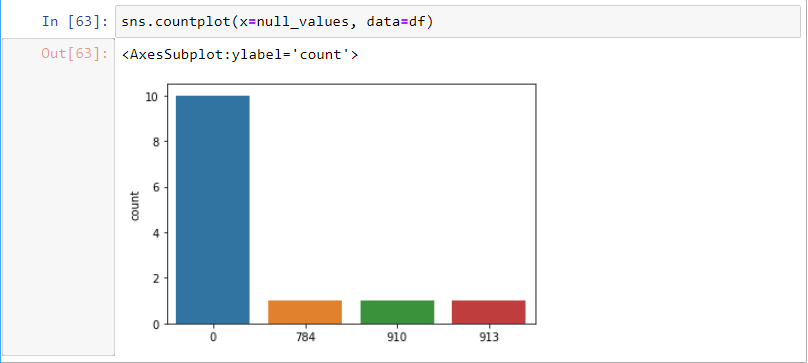 In [63]: sns.countplot(x=null_values, data=df)
Out[63]: <AxesSubplot:ylabel='count'>
10
8
6
4
2
0
count
0 784 910 913